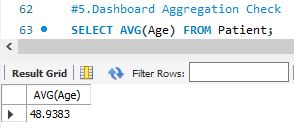 62 #5.Dashboard Aggregation Check
63 SELECT AVG(Age) FROM Patient;
Result Grid Filter Rows:
AVG(Age)
48.9383